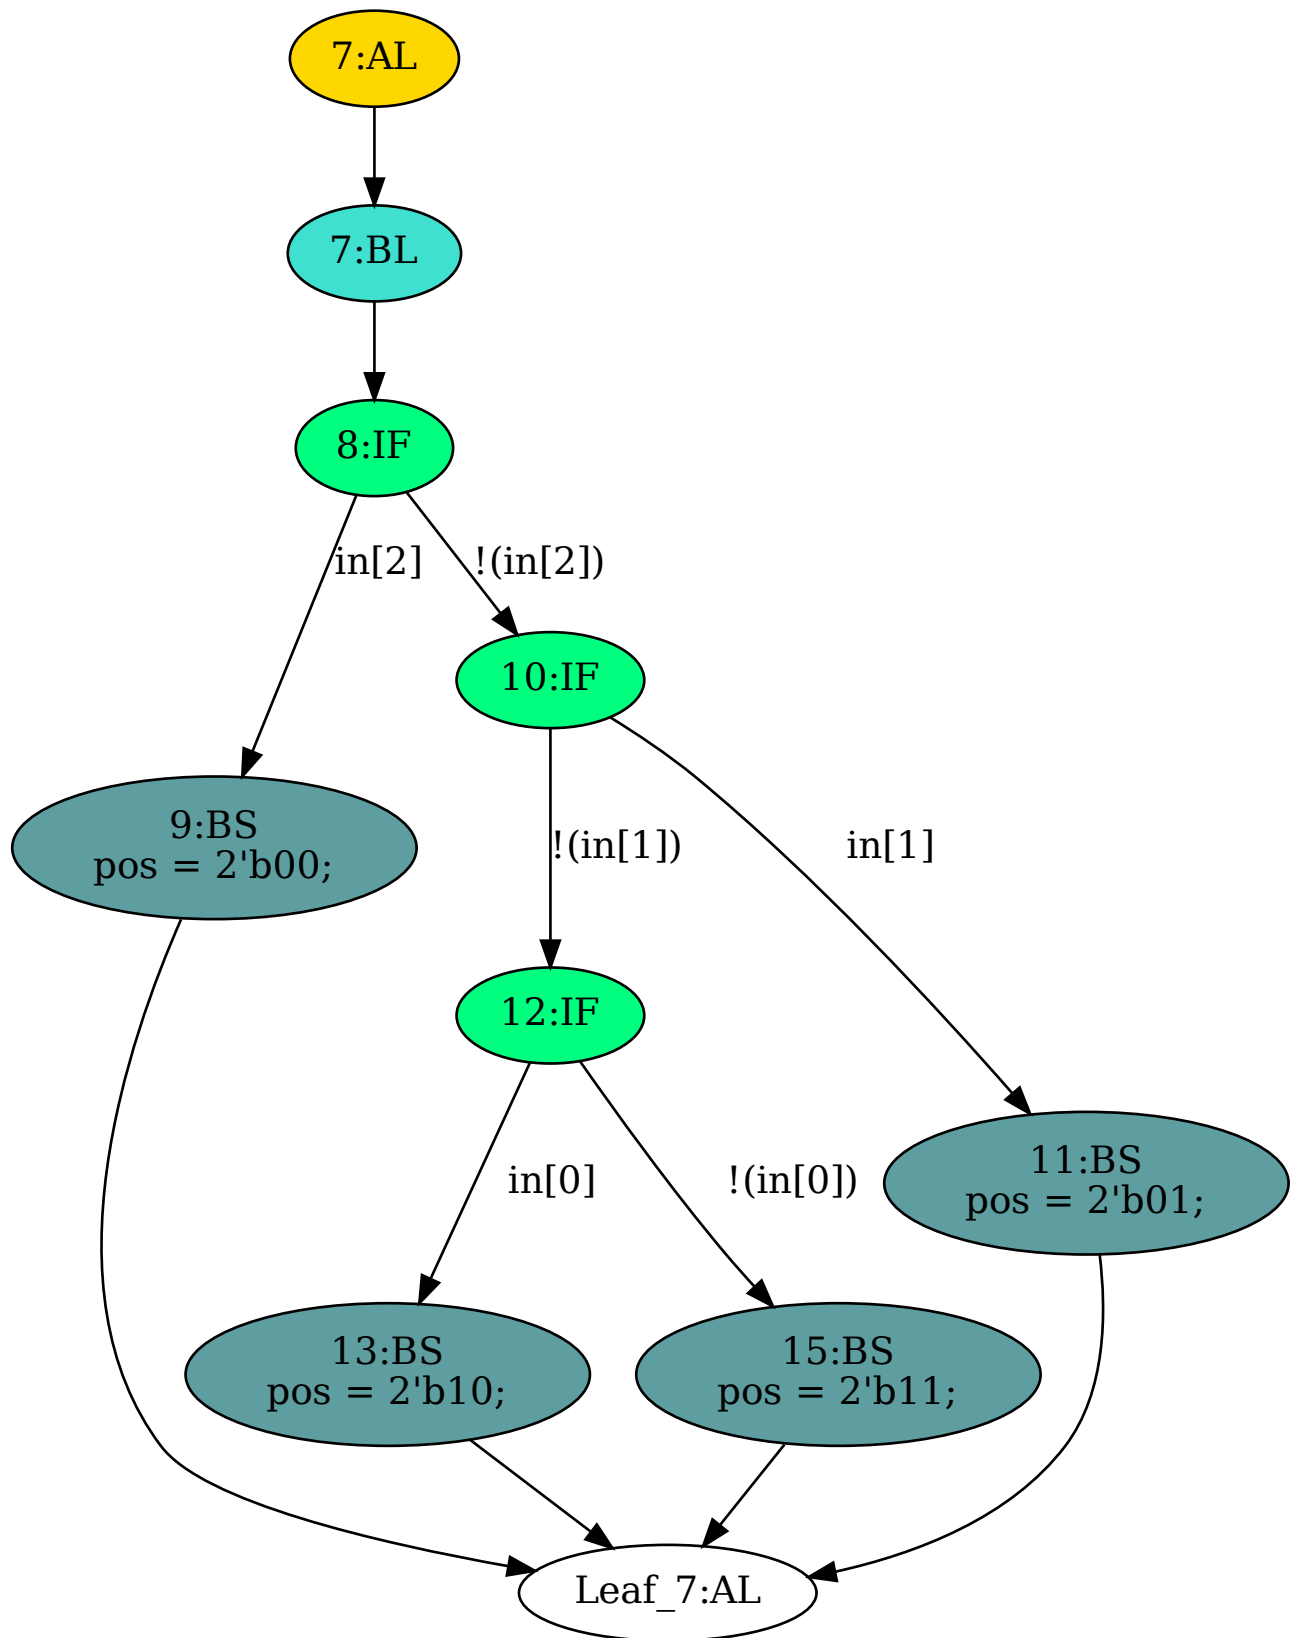 7:AL
7:BL
8:IF
in[2]
!(in[2])
10:IF
9:BS
pos = 2'b00;
!(in[1])
in[1]
12:IF
in[0]
!(in[0])
11:BS
pos = 2'b01;
13:BS
pos = 2'b10;
15:BS
pos = 2'b11;
Leaf_7:AL